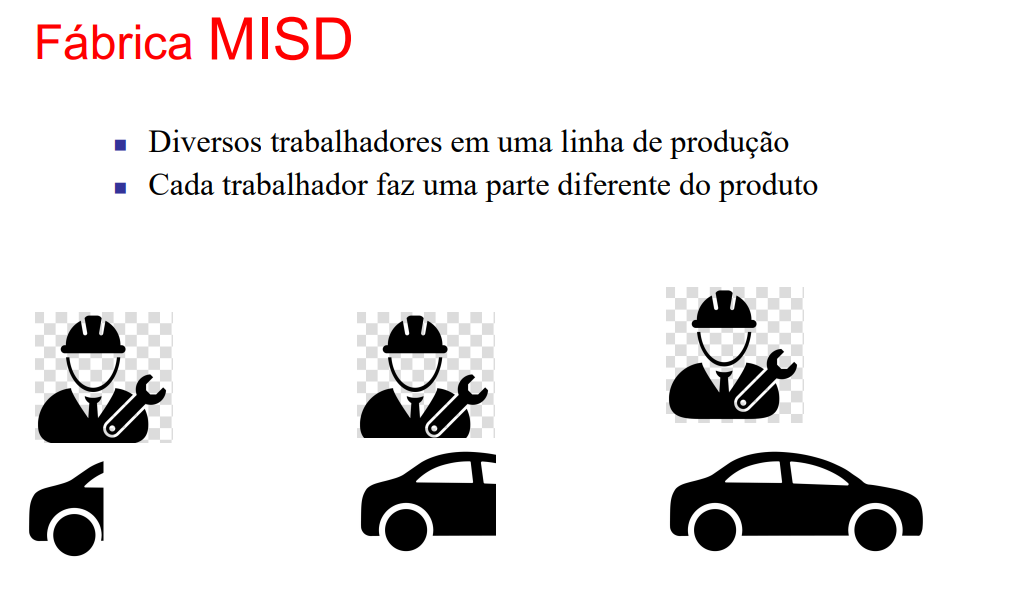 Fábrica MISD
Diversos trabalhadores em uma linha de produção
Cada trabalhador faz uma parte diferente do produto